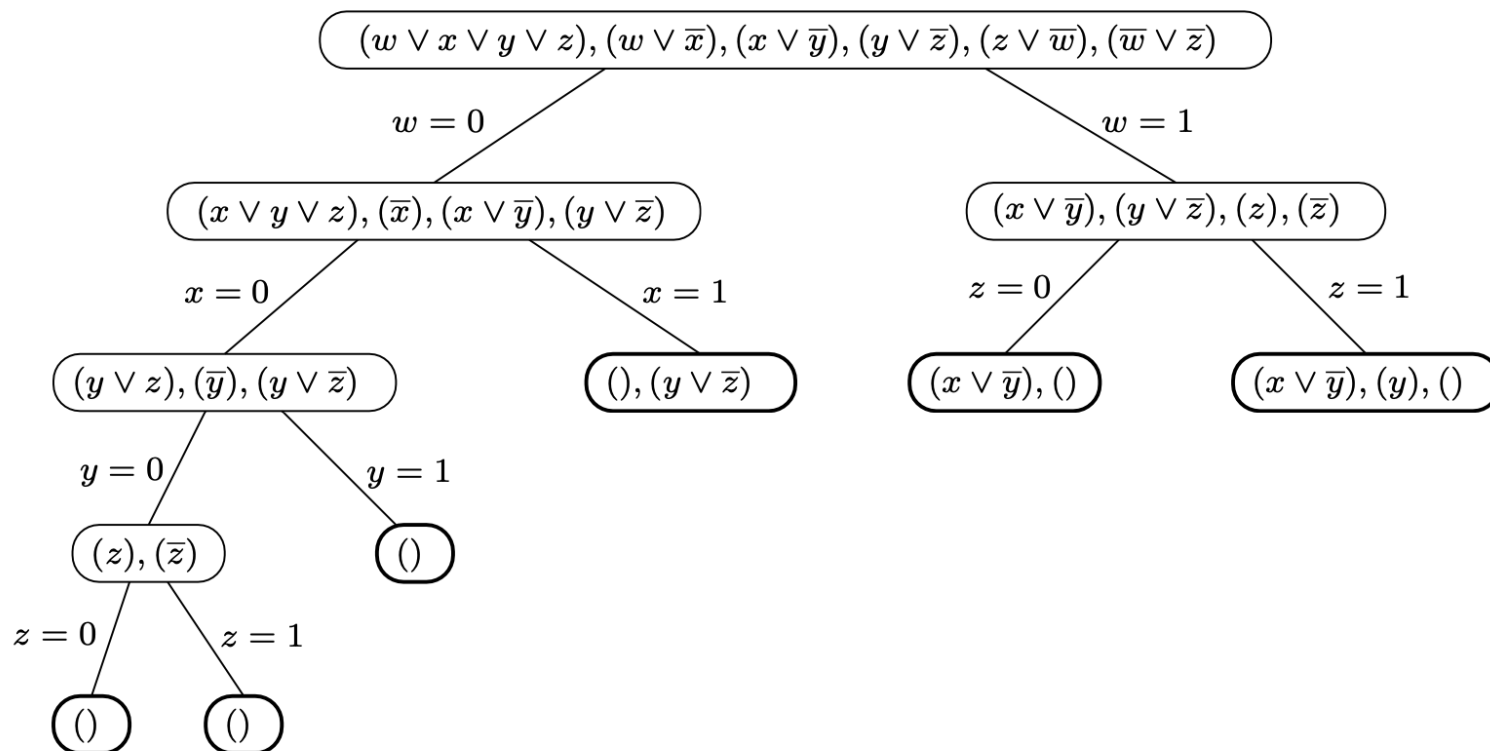 (w ∨ x ∨ y ∨ z), (w ∨ x̅), (x ∨ y̅), (y ∨ z̅), (z ∨ w̅), (w̅ ∨ z̅)
w = 0
w = 1
(x ∨ y ∨ z), (x̅), (x ∨ y̅), (y ∨ z̅)
(x ∨ y̅), (y ∨ z̅), (z), (z̅)
x = 0
x = 1
z = 0
z = 1
(y ∨ z), (y̅), (y ∨ z̅)
(), (y ∨ z̅)
(x ∨ y̅), ()
(x ∨ y̅), (y), ()
y = 0
y = 1
(z), (z̅)
()
z = 0
z = 1
()
()